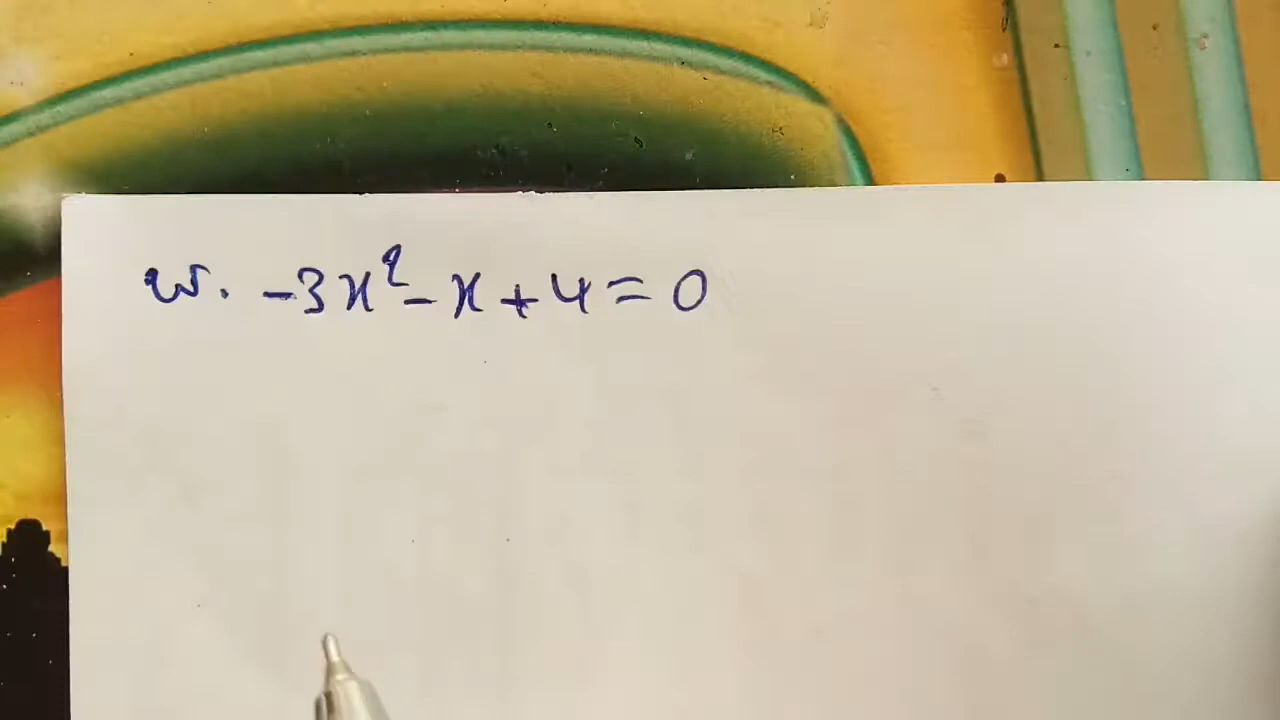 w. -3x² - x + 4 = 0